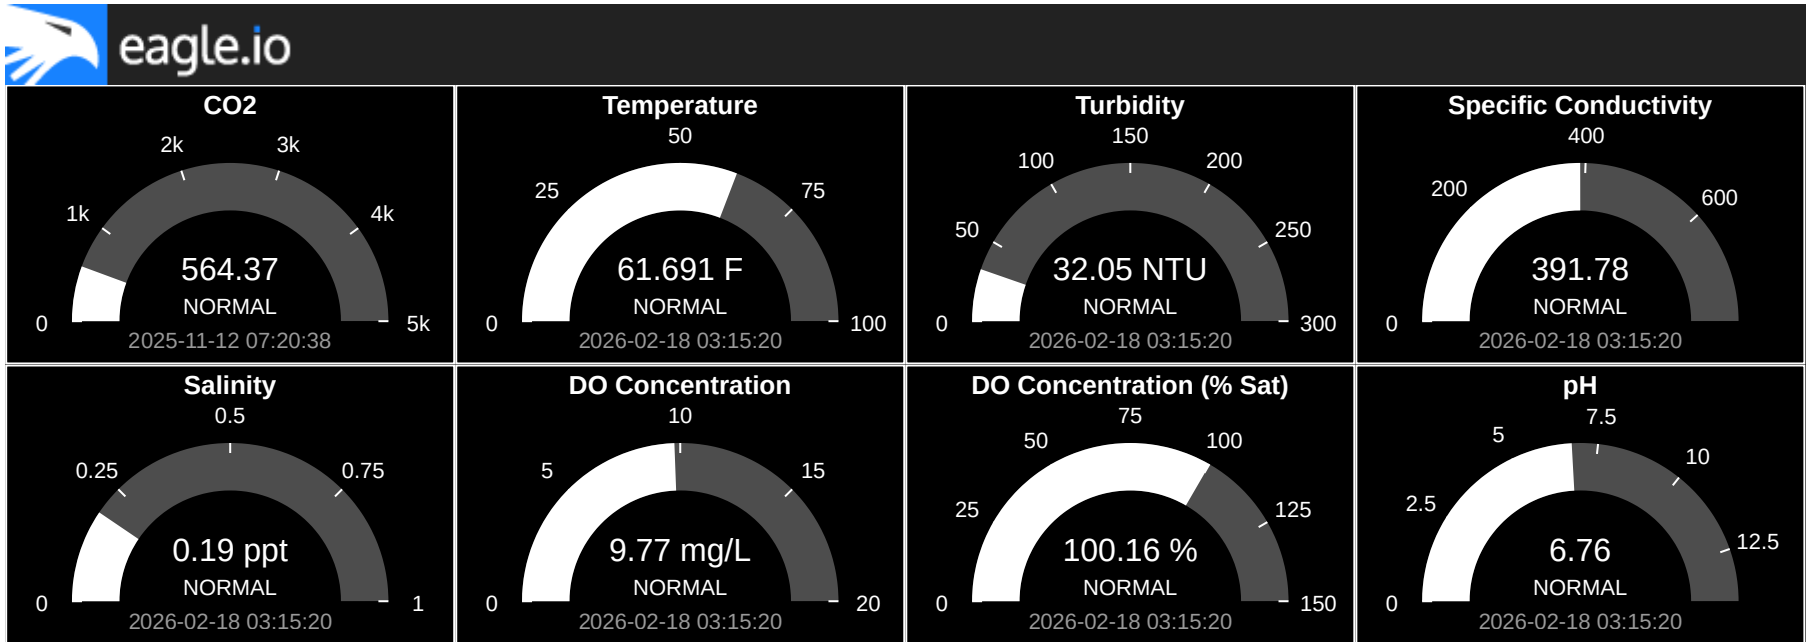 eagle.io
CO2
0
1k
2k
3k
4k
5k
564.37
NORMAL
2025-11-12 07:20:38
Temperature
0
25
50
75
100
61.691 F
NORMAL
2026-02-18 03:15:20
Turbidity
0
50
100
150
200
250
300
32.05 NTU
NORMAL
2026-02-18 03:15:20
Specific Conductivity
0
200
400
600
391.78
NORMAL
2026-02-18 03:15:20
Salinity
0
0.25
0.5
0.75
1
0.19 ppt
NORMAL
2026-02-18 03:15:20
DO Concentration
0
5
10
15
20
9.77 mg/L
NORMAL
2026-02-18 03:15:20
DO Concentration (% Sat)
0
25
50
75
100
125
150
100.16 %
NORMAL
2026-02-18 03:15:20
pH
0
2.5
5
7.5
10
12.5
6.76
NORMAL
2026-02-18 03:15:20